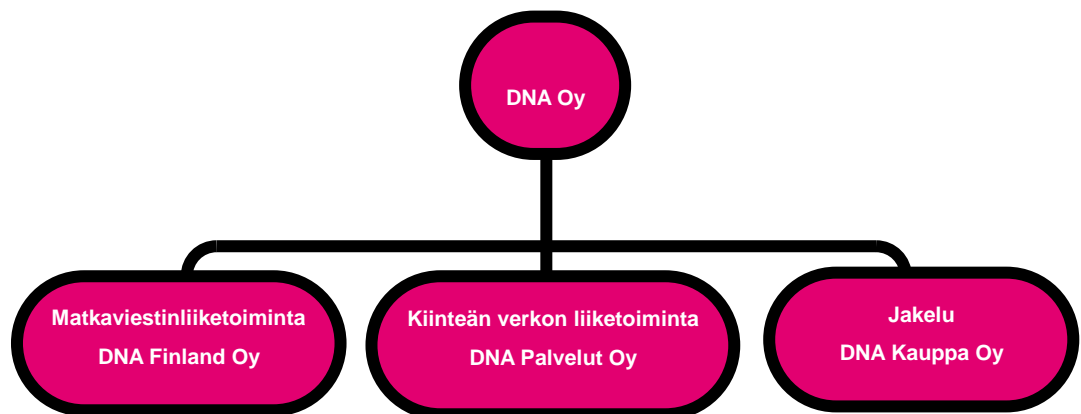 DNA Oy
Matkaviestinliiketoiminta
DNA Finland Oy
Kiinteän verkon liiketoiminta
DNA Palvelut Oy
Jakelu
DNA Kauppa Oy